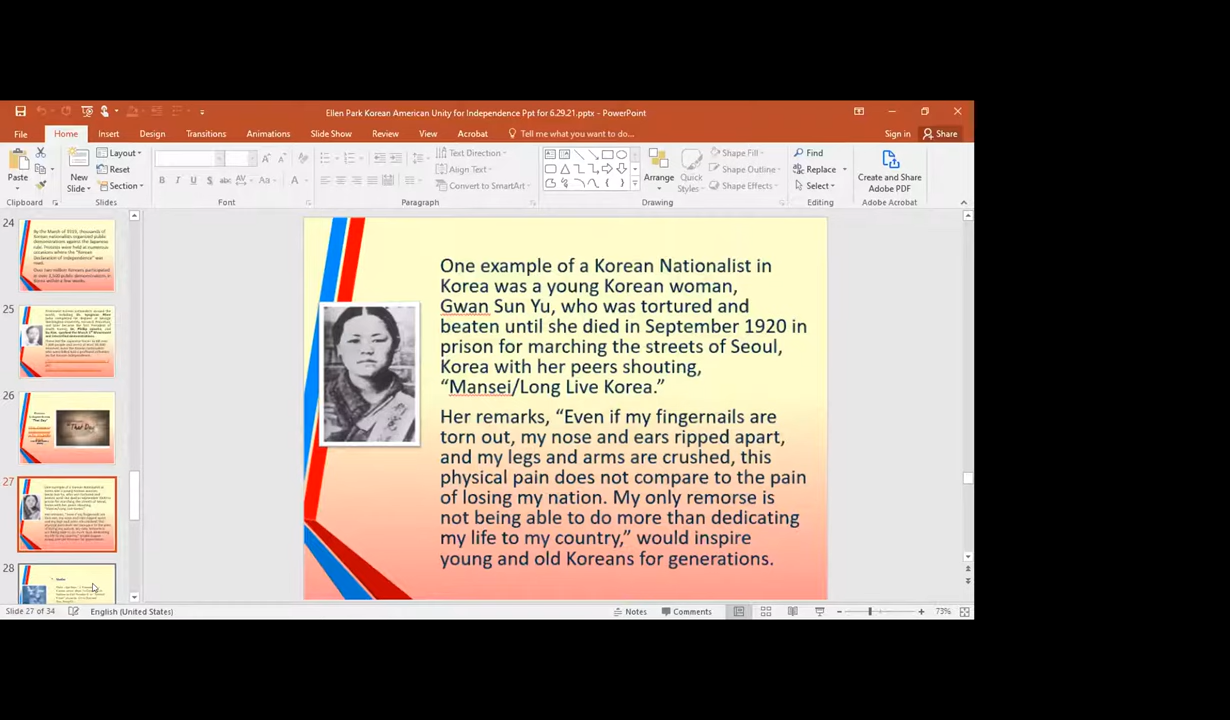 Ellen Park Korean American Unity for Independence Ppt for 6.29.21.pptx - PowerPoint
File Home Insert Design Transitions Animations Slide Show Review View Acrobat Tell me what you want to do... Sign in Share
Paste
New Slide
Layout
Reset
Section
B I U S abc AV Aa A
Text Direction
Align Text
Convert to SmartArt
Arrange
Quick Styles
Shape Fill
Shape Outline
Shape Effects
Find
Replace
Select
Create and Share Adobe PDF
Clipboard Slides Font Paragraph Drawing Editing Adobe Acrobat
24
25
26
"That Day"
27
28
One example of a Korean Nationalist in
Korea was a young Korean woman,
Gwan Sun Yu, who was tortured and
beaten until she died in September 1920 in
prison for marching the streets of Seoul,
Korea with her peers shouting,
“Mansei/Long Live Korea.”
Her remarks, “Even if my fingernails are
torn out, my nose and ears ripped apart,
and my legs and arms are crushed, this
physical pain does not compare to the pain
of losing my nation. My only remorse is
not being able to do more than dedicating
my life to my country,” would inspire
young and old Koreans for generations.
Slide 27 of 34 English (United States) Notes Comments 73%